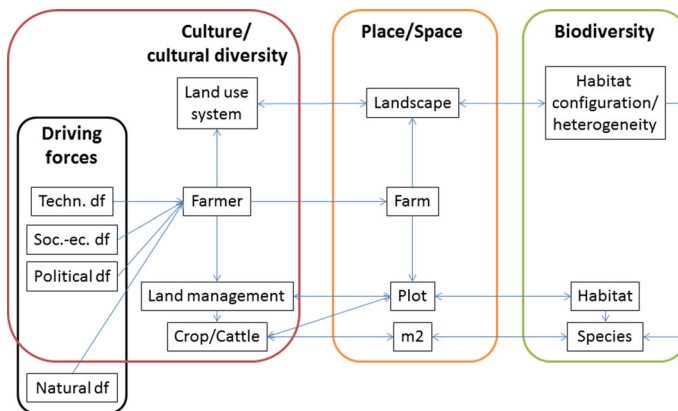 Culture/
cultural diversity
Place/Space
Biodiversity
Land use
system
Landscape
Habitat
configuration/
heterogeneity
Driving
forces
Techn. df
Farmer
Farm
Soc.-ec. df
Political df
Land management
Plot
Habitat
Crop/Cattle
m2
Species
Natural df